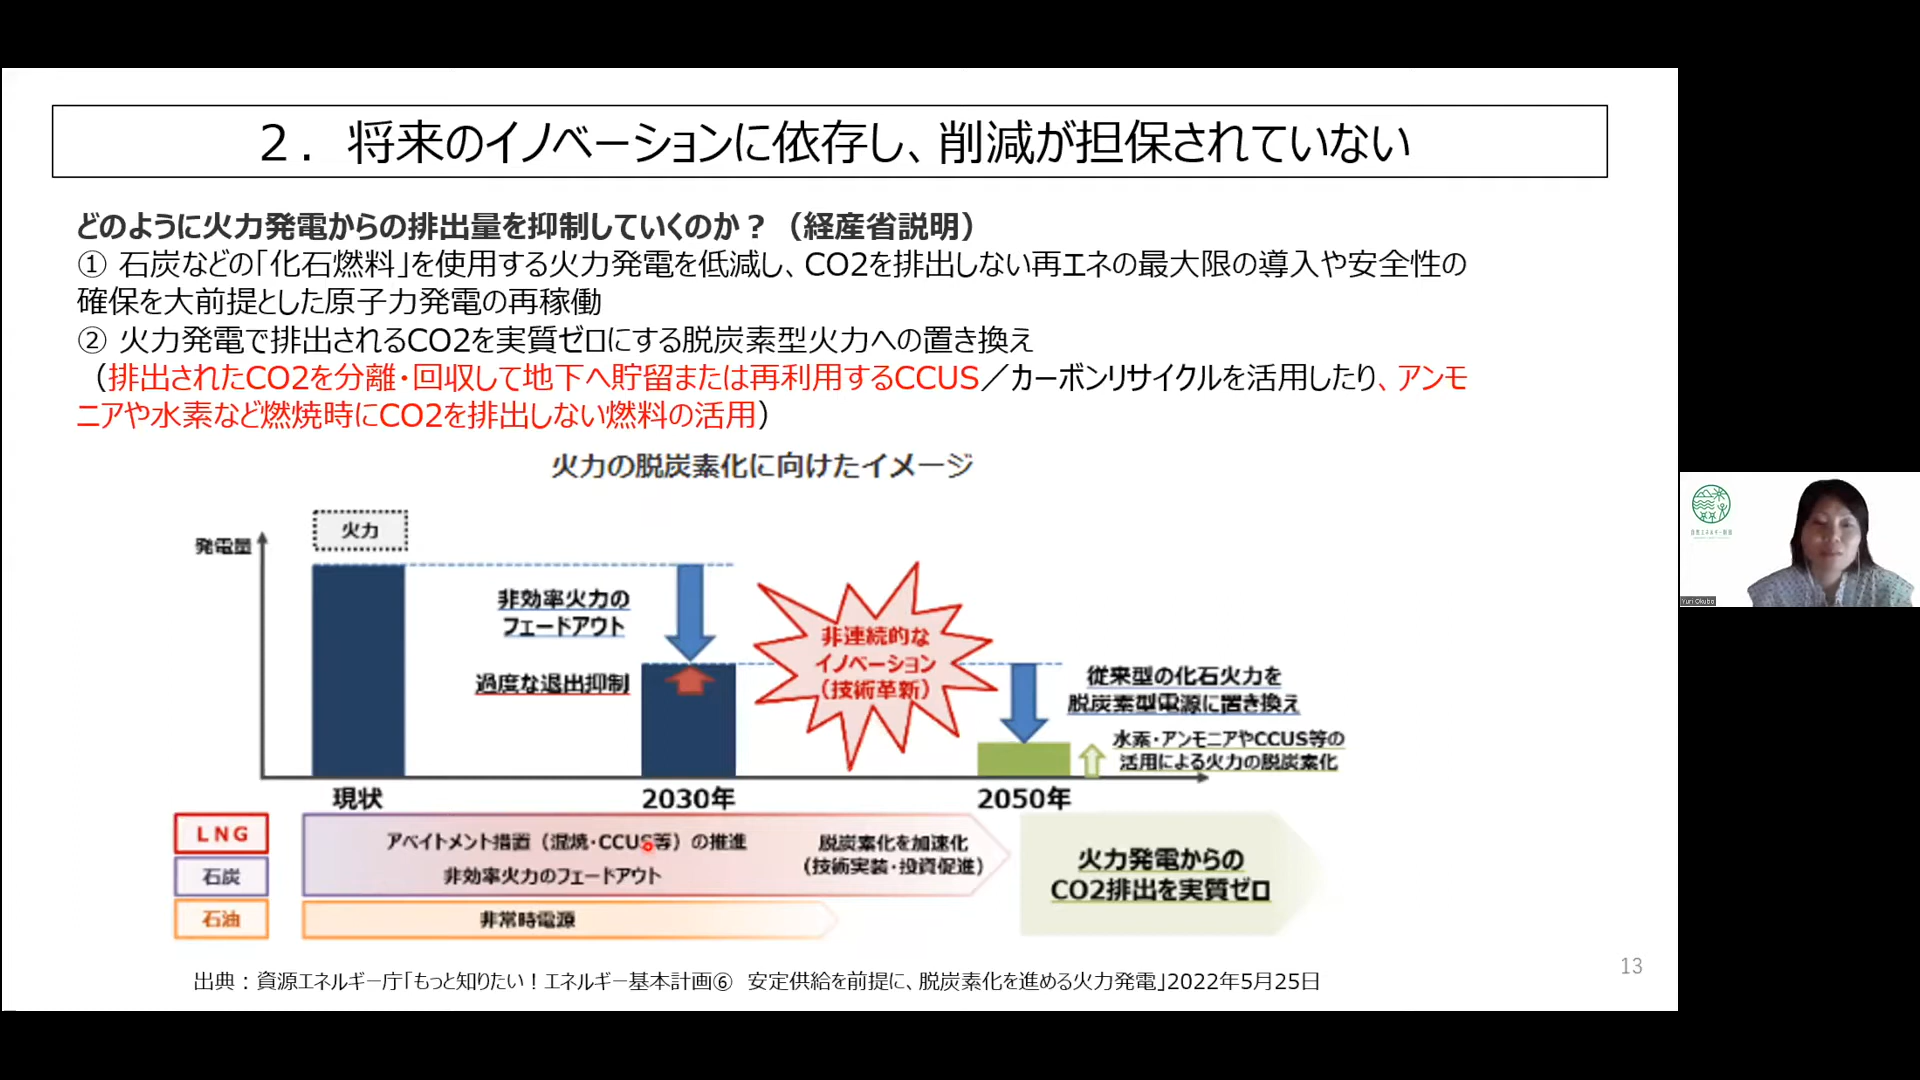 ２．将来のイノベーションに依存し、削減が担保されていない
どのように火力発電からの排出量を抑制していくのか？（経産省説明）
① 石炭などの「化石燃料」を使用する火力発電を低減し、CO2を排出しない再エネの最大限の導入や安全性の
確保を大前提とした原子力発電の再稼働
② 火力発電で排出されるCO2を実質ゼロにする脱炭素型火力への置き換え
（排出されたCO2を分離・回収して地下へ貯留または再利用するCCUS／カーボンリサイクルを活用したり、アンモ
ニアや水素など燃焼時にCO2を排出しない燃料の活用）
火力の脱炭素化に向けたイメージ
発電量
火力
非効率火力の
フェードアウト
過度な退出抑制
非連続的な
イノベーション
（技術革新）
従来型の化石火力を
脱炭素型電源に置き換え
水素・アンモニアやCCUS等の
活用による火力の脱炭素化
現状
2030年
2050年
LNG
石炭
石油
アベイトメント措置（混焼・CCUS等）の推進
非効率火力のフェードアウト
脱炭素化を加速化
（技術実装・投資促進）
非常時電源
火力発電からの
CO2排出を実質ゼロ
出典：資源エネルギー庁「もっと知りたい！エネルギー基本計画⑥ 安定供給を前提に、脱炭素化を進める火力発電」2022年5月25日
13
Yuri Okubo